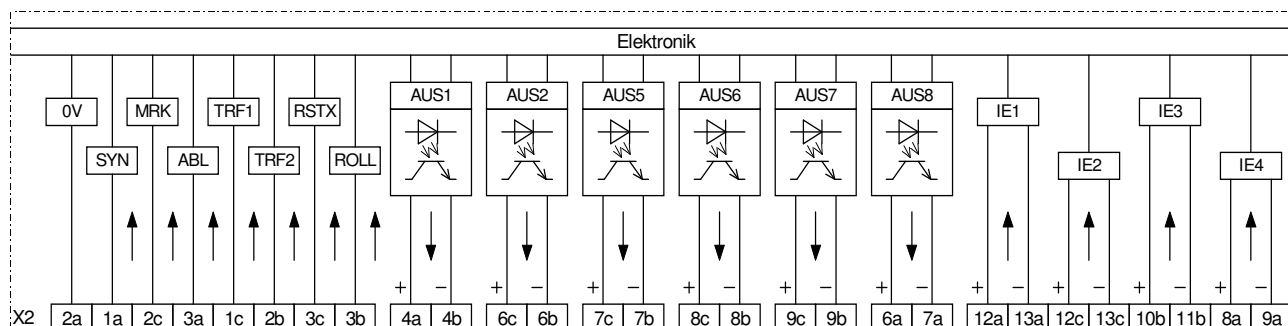 Elektronik
AUS1 AUS2 AUS5 AUS6 AUS7 AUS8
0V MRK TRF1 RSTX IE1 IE3
SYN ABL TRF2 ROLL IE2 IE4
+ − + − + − + − + − + − + − + − + − + −
X2 2a 1a 2c 3a 1c 2b 3c 3b 4a 4b 6c 6b 7c 7b 8c 8b 9c 9b 6a 7a 12a 13a 12c 13c 10b 11b 8a 9a